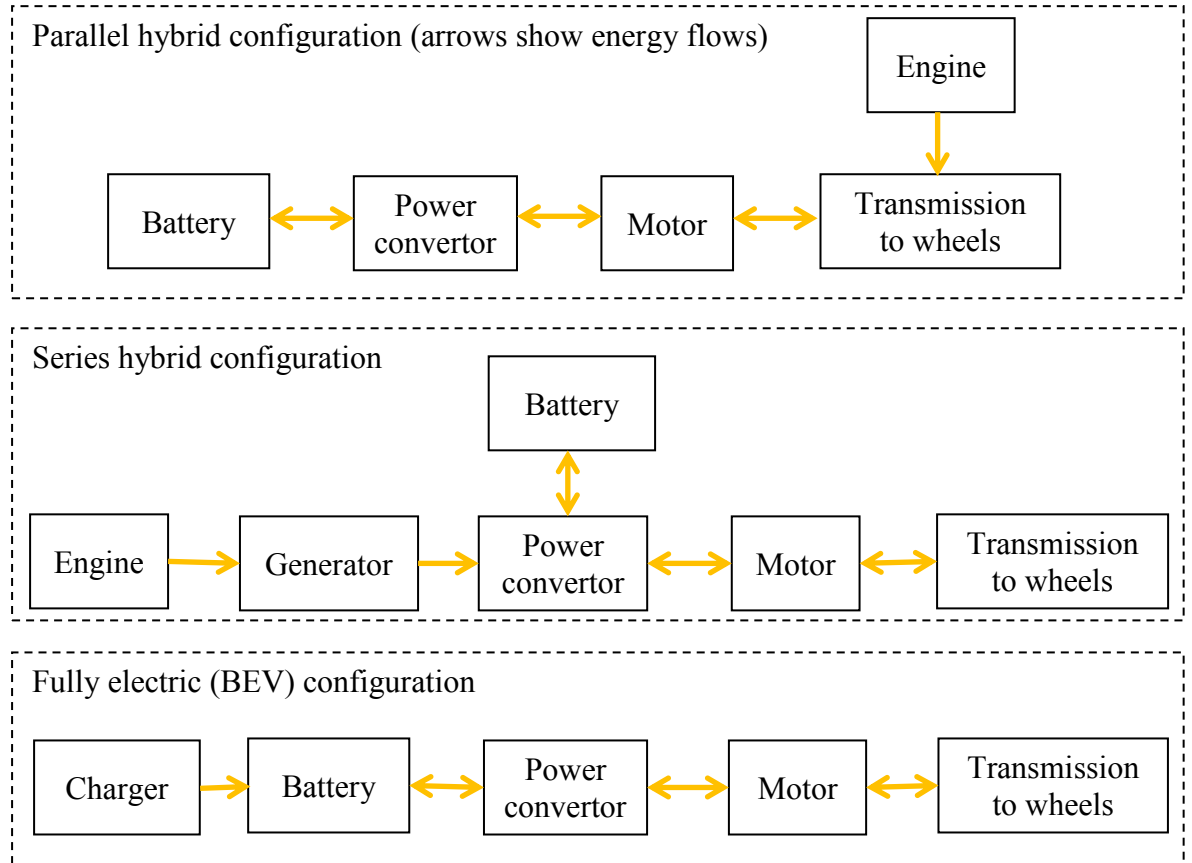 Parallel hybrid configuration (arrows show energy flows)
Engine
Battery
Power
convertor
Motor
Transmission
to wheels
Series hybrid configuration
Battery
Engine
Generator
Power
convertor
Motor
Transmission
to wheels
Fully electric (BEV) configuration
Charger
Battery
Power
convertor
Motor
Transmission
to wheels